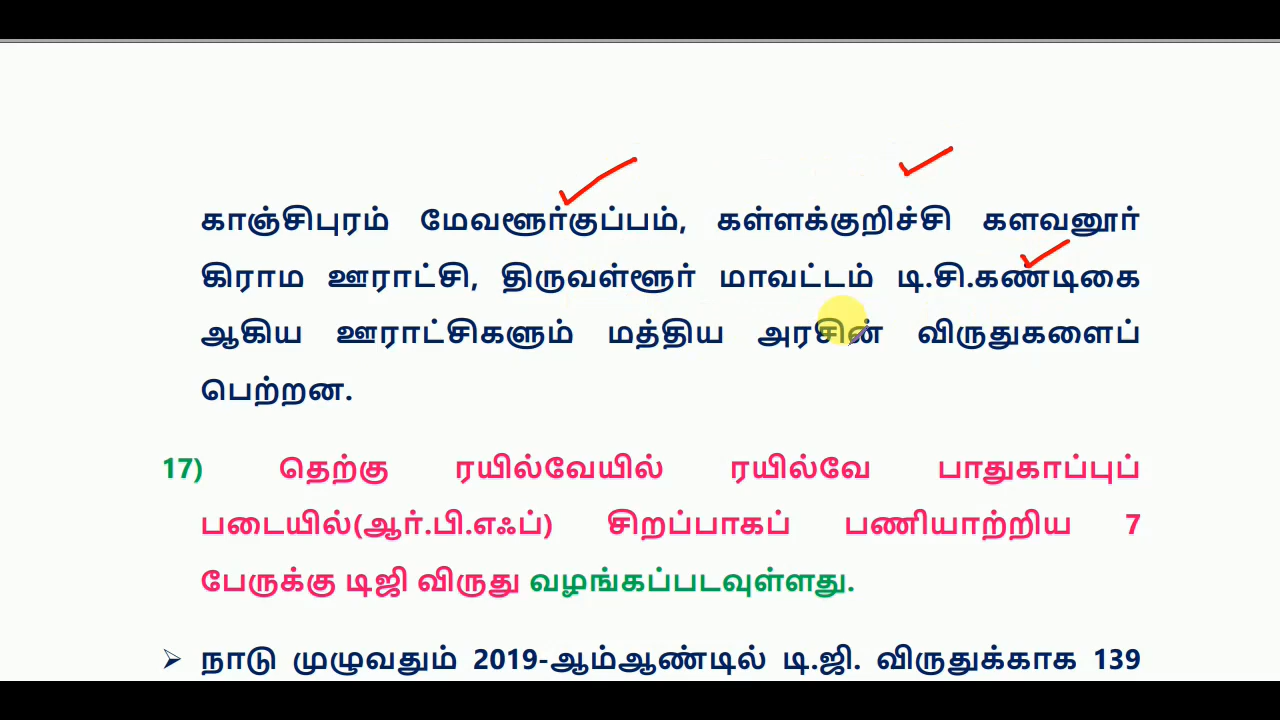 காஞ்சிபுரம் மேவளூர்குப்பம், கள்ளக்குறிச்சி களவனூர்
கிராம ஊராட்சி, திருவள்ளூர் மாவட்டம் டி.சி.கண்டிகை
ஆகிய ஊராட்சிகளும் மத்திய அரசின் விருதுகளைப்
பெற்றன.
17) தெற்கு ரயில்வேயில் ரயில்வே பாதுகாப்புப்
படையில்(ஆர்.பி.எஃப்) சிறப்பாகப் பணியாற்றிய 7
பேருக்கு டிஜி விருது வழங்கப்படவுள்ளது.
➢ நாடு முழுவதும் 2019-ஆம்ஆண்டில் டி.ஜி. விருதுக்காக 139